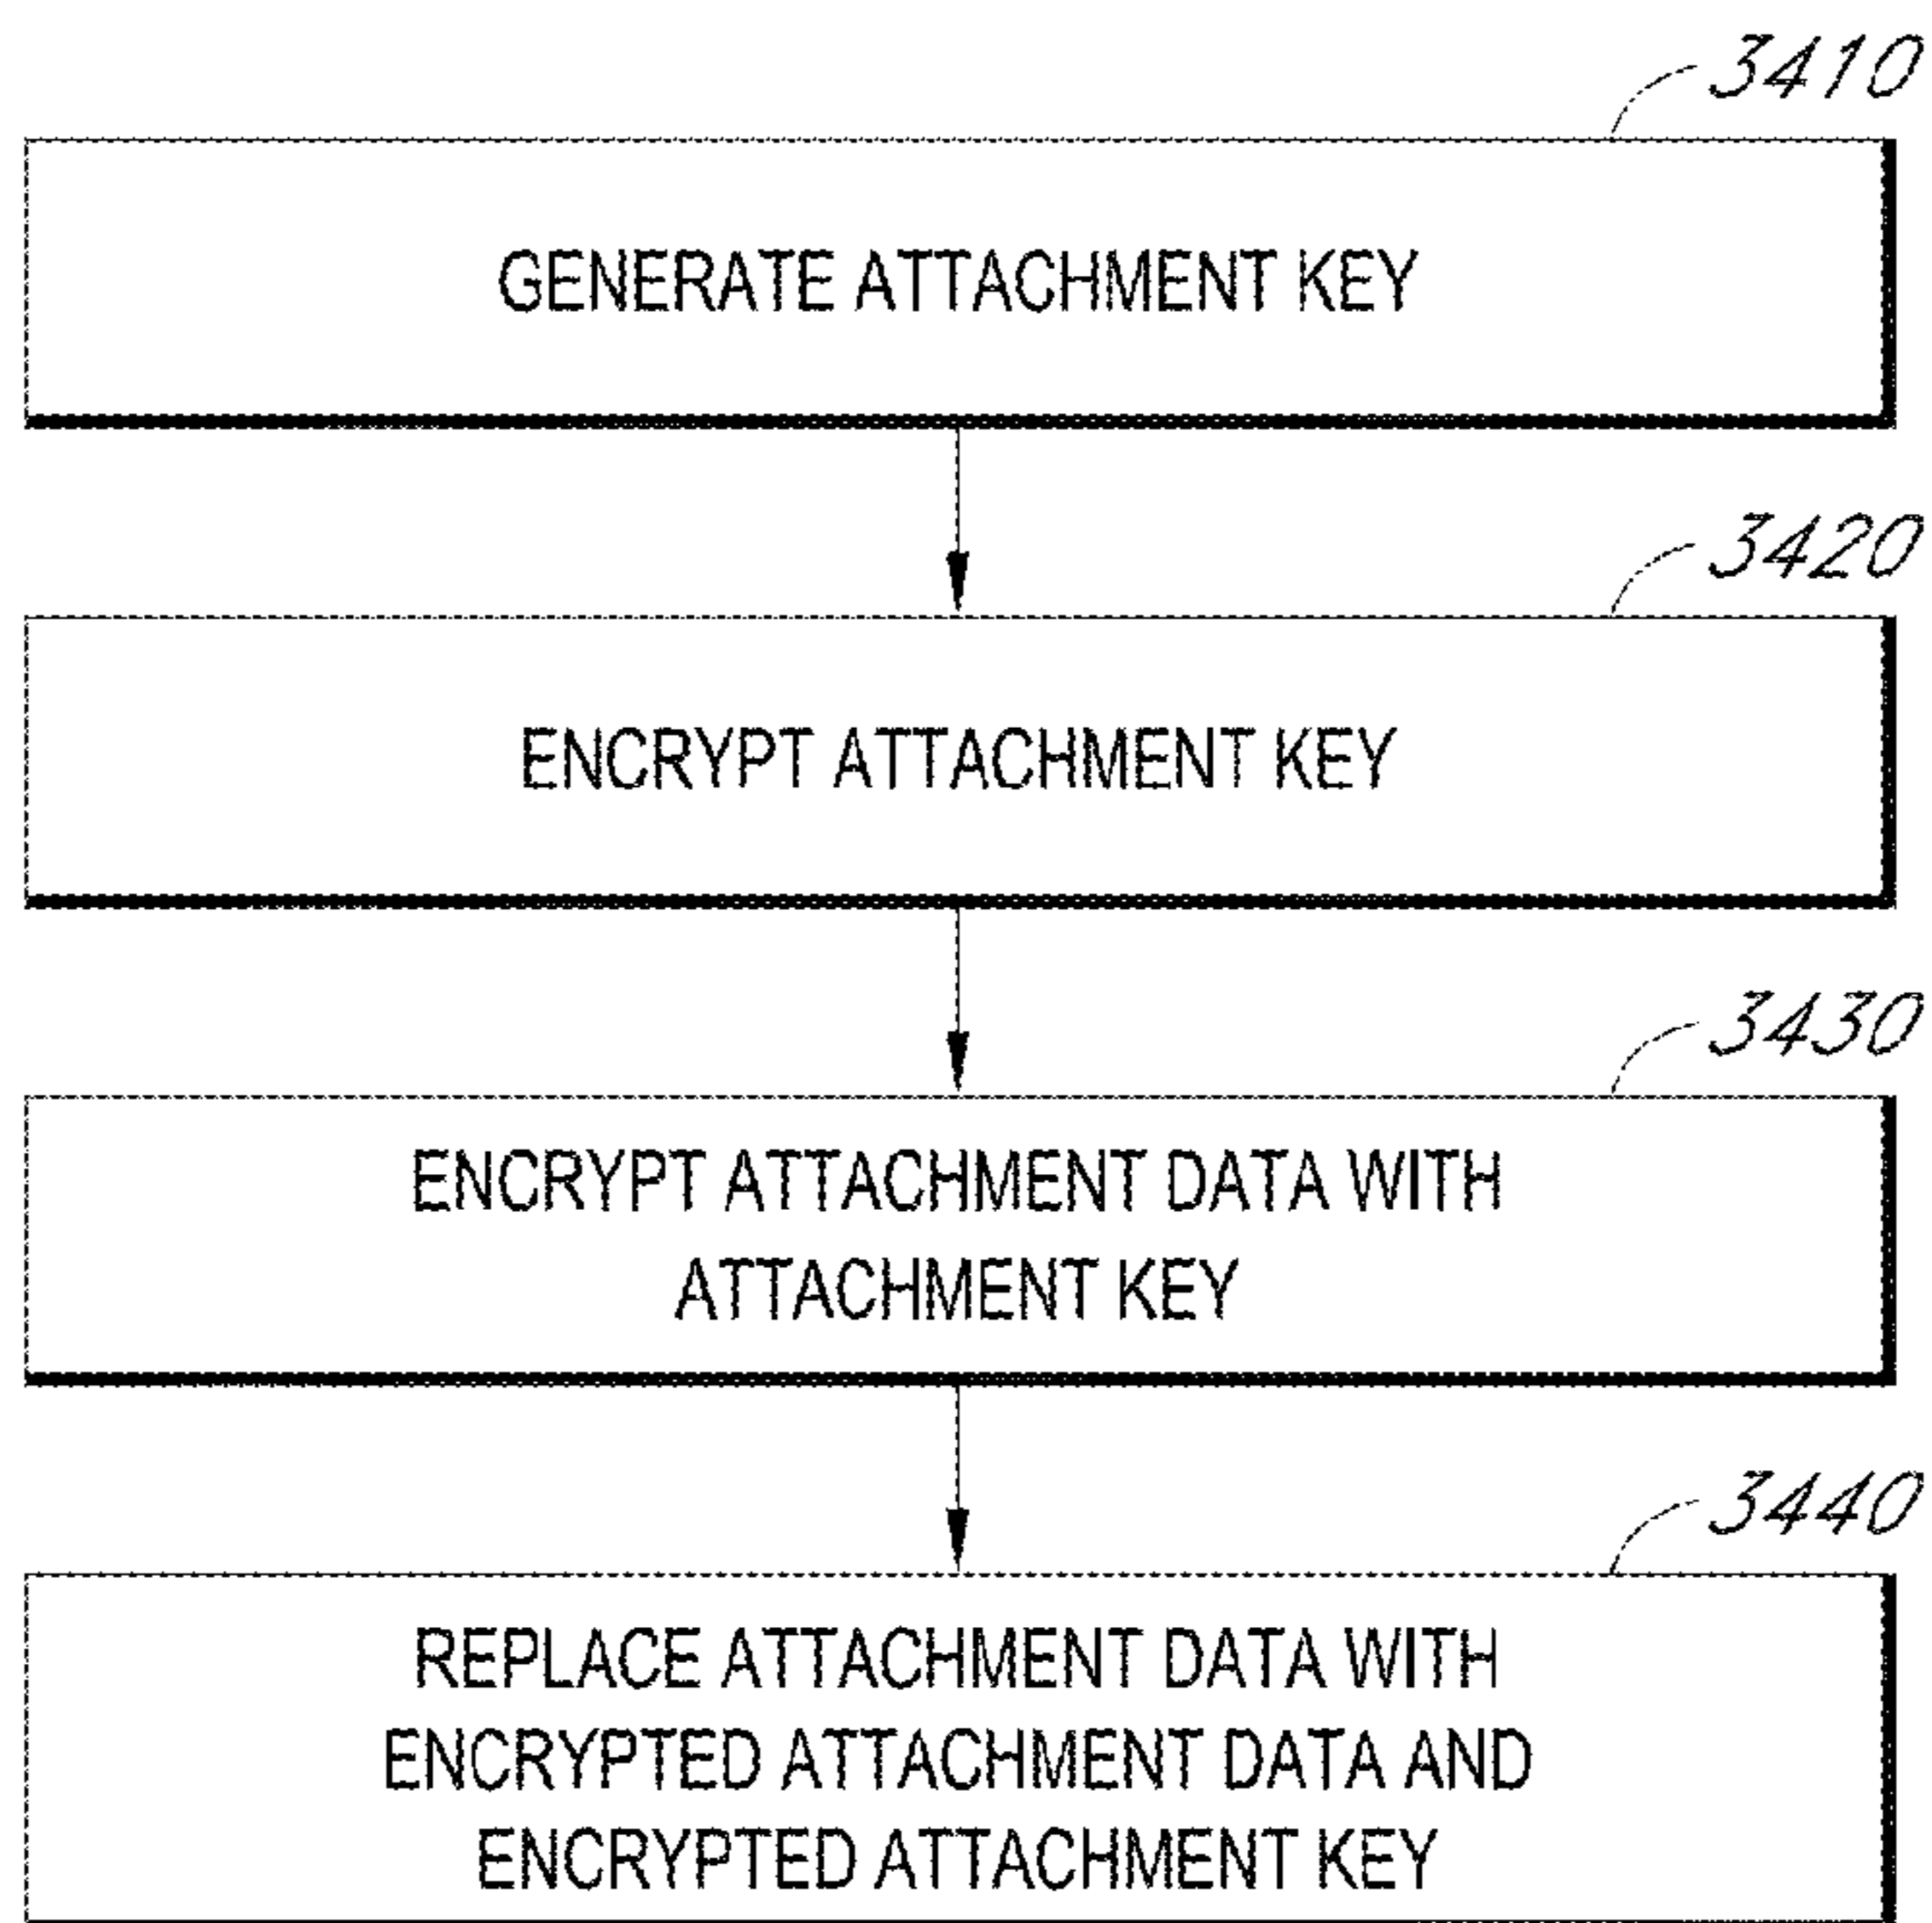 3410
GENERATE ATTACHMENT KEY
3420
ENCRYPT ATTACHMENT KEY
3430
ENCRYPT ATTACHMENT DATA WITH
ATTACHMENT KEY
3440
REPLACE ATTACHMENT DATA WITH
ENCRYPTED ATTACHMENT DATA AND
ENCRYPTED ATTACHMENT KEY